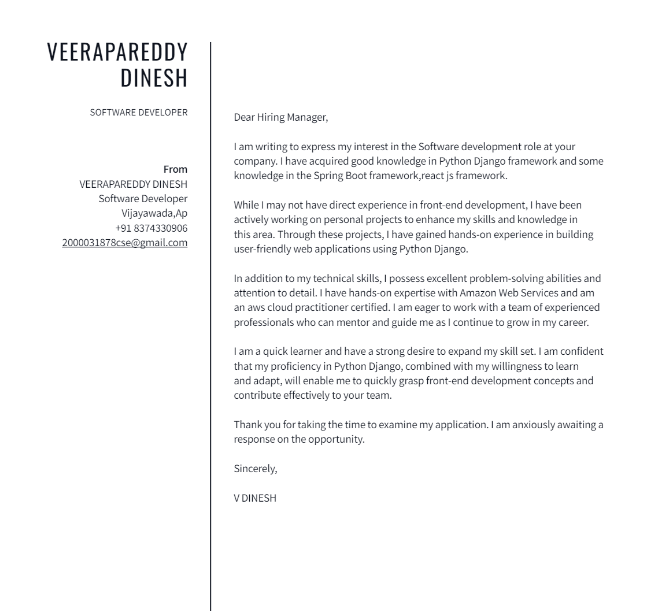 VEERAPAREDDY
DINESH
SOFTWARE DEVELOPER
From
VEERAPAREDDY DINESH
Software Developer
Vijayawada,Ap
+91 8374330906
2000031878cse@gmail.com
Dear Hiring Manager,
I am writing to express my interest in the Software development role at your
company. I have acquired good knowledge in Python Django framework and some
knowledge in the Spring Boot framework,react js framework.
While I may not have direct experience in front-end development, I have been
actively working on personal projects to enhance my skills and knowledge in
this area. Through these projects, I have gained hands-on experience in building
user-friendly web applications using Python Django.
In addition to my technical skills, I possess excellent problem-solving abilities and
attention to detail. I have hands-on expertise with Amazon Web Services and am
an aws cloud practitioner certified. I am eager to work with a team of experienced
professionals who can mentor and guide me as I continue to grow in my career.
I am a quick learner and have a strong desire to expand my skill set. I am confident
that my proficiency in Python Django, combined with my willingness to learn
and adapt, will enable me to quickly grasp front-end development concepts and
contribute effectively to your team.
Thank you for taking the time to examine my application. I am anxiously awaiting a
response on the opportunity.
Sincerely,
V DINESH